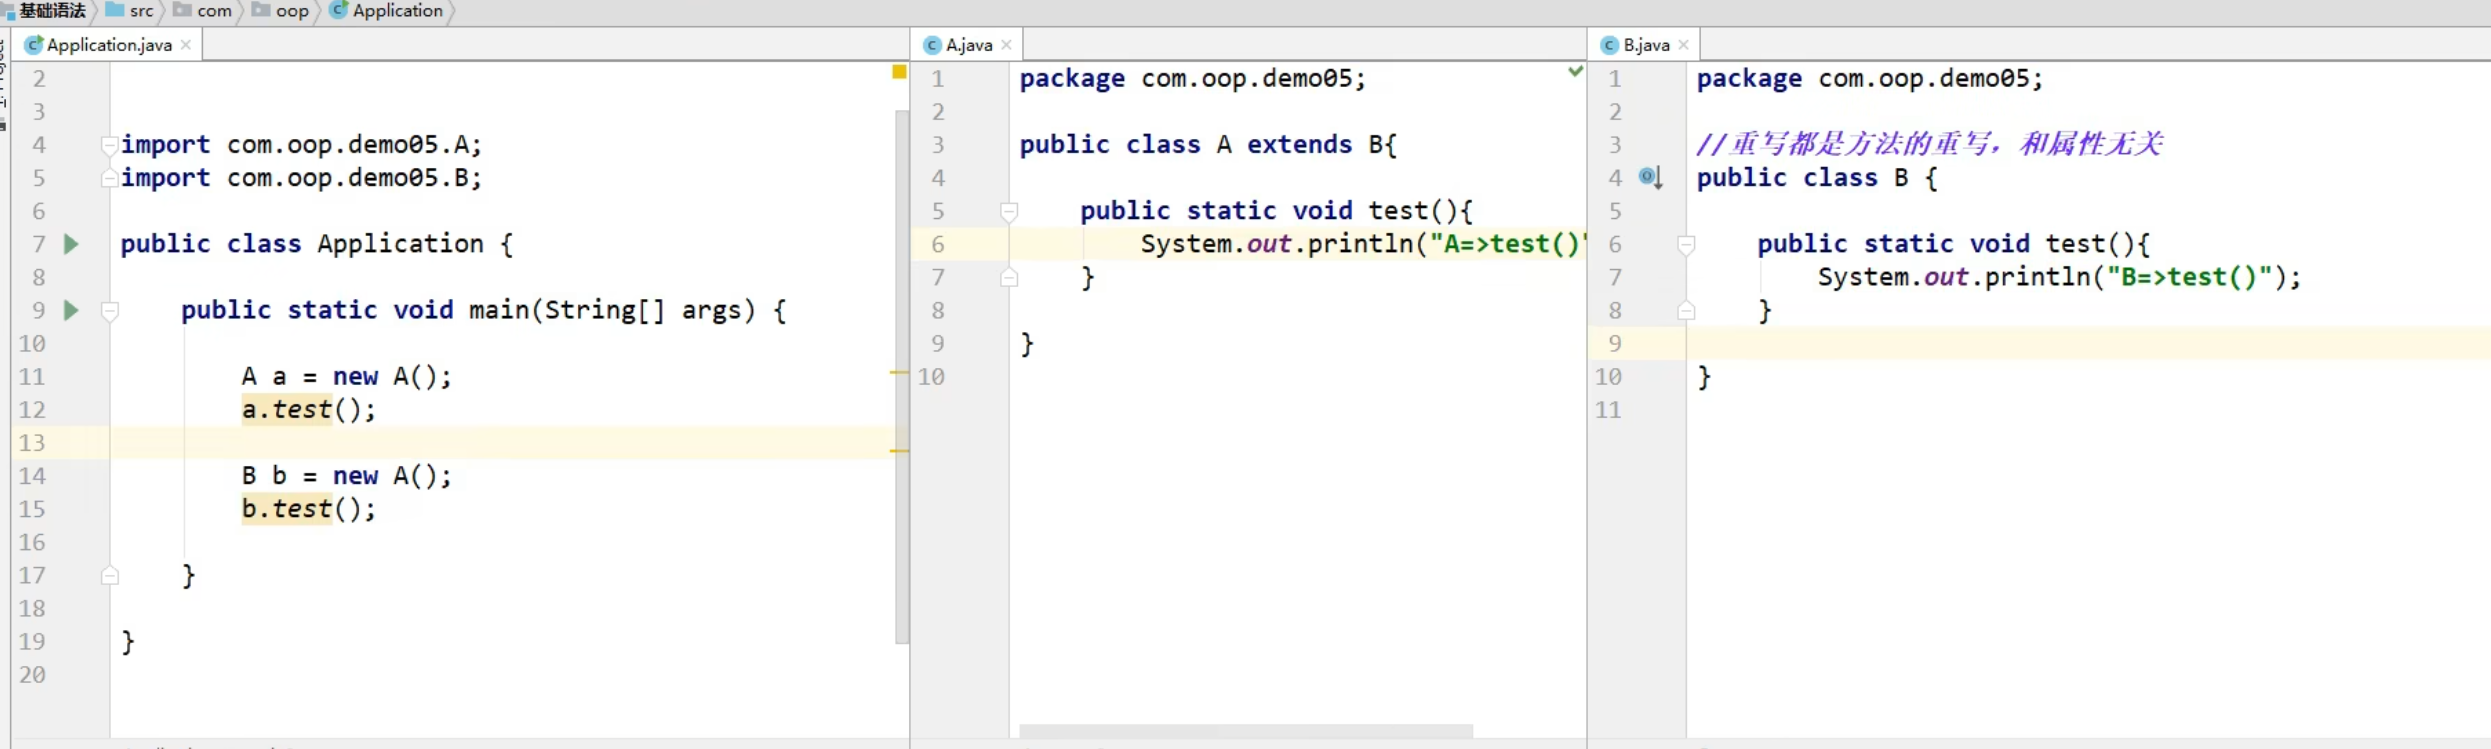 基础语法 src com oop Application
Application.java
2
3
4 import com.oop.demo05.A;
5 import com.oop.demo05.B;
6
7 public class Application {
8
9 public static void main(String[] args) {
10
11 A a = new A();
12 a.test();
13
14 B b = new A();
15 b.test();
16
17 }
18
19 }
20
A.java
1 package com.oop.demo05;
2
3 public class A extends B{
4
5 public static void test(){
6 System.out.println("A=>test()"
7 }
8
9 }
10
B.java
1 package com.oop.demo05;
2
3 //重写都是方法的重写，和属性无关
4 public class B {
5
6 public static void test(){
7 System.out.println("B=>test()");
8 }
9
10 }
11